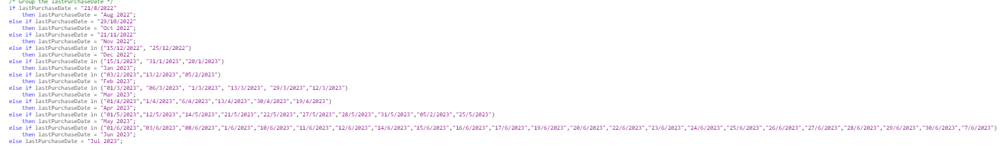 /* Group the lastPurchaseDate */
if lastPurchaseDate = "21/8/2022"
then lastPurchaseDate = "Aug 2022";
else if lastPurchaseDate = "29/10/2022"
then lastPurchaseDate = "Oct 2022";
else if lastPurchaseDate = "21/11/2022"
then lastPurchaseDate = "Nov 2022";
else if lastPurchaseDate in ("15/12/2022", "25/12/2022")
then lastPurchaseDate = "Dec 2022";
else if lastPurchaseDate in ("15/1/2023", "31/1/2023","20/1/2023")
then lastPurchaseDate = "Jan 2023";
else if lastPurchaseDate in ("03/2/2023","13/2/2023","05/2/2023")
then lastPurchaseDate = "Feb 2023";
else if lastPurchaseDate in ("01/3/2023", "06/3/2023", "1/3/2023", "13/3/2023", "29/3/2023","12/3/2023")
then lastPurchaseDate = "Mar 2023";
else if lastPurchaseDate in ("01/4/2023","1/4/2023","6/4/2023","13/4/2023","30/4/2023","19/4/2023")
then lastPurchaseDate = "Apr 2023";
else if lastPurchaseDate in ("01/5/2023","12/5/2023","14/5/2023","21/5/2023","22/5/2023","27/5/2023","28/5/2023","31/5/2023","05/2/2023","25/5/2023")
then lastPurchaseDate = "May 2023";
else if lastPurchaseDate in ("01/6/2023","03/6/2023","08/6/2023","1/6/2023","10/6/2023","11/6/2023","12/6/2023","14/6/2023","15/6/2023","16/6/2023","17/6/2023","19/6/2023","20/6/2023","22/6/2023","23/6/2023","24/6/2023","25/6/2023","26/6/2023","27/6/2023","28/6/2023","29/6/2023","30/6/2023","7/6/2023")
then lastPurchaseDate = "Jun 2023";
else lastPurchaseDate = "Jul 2023";